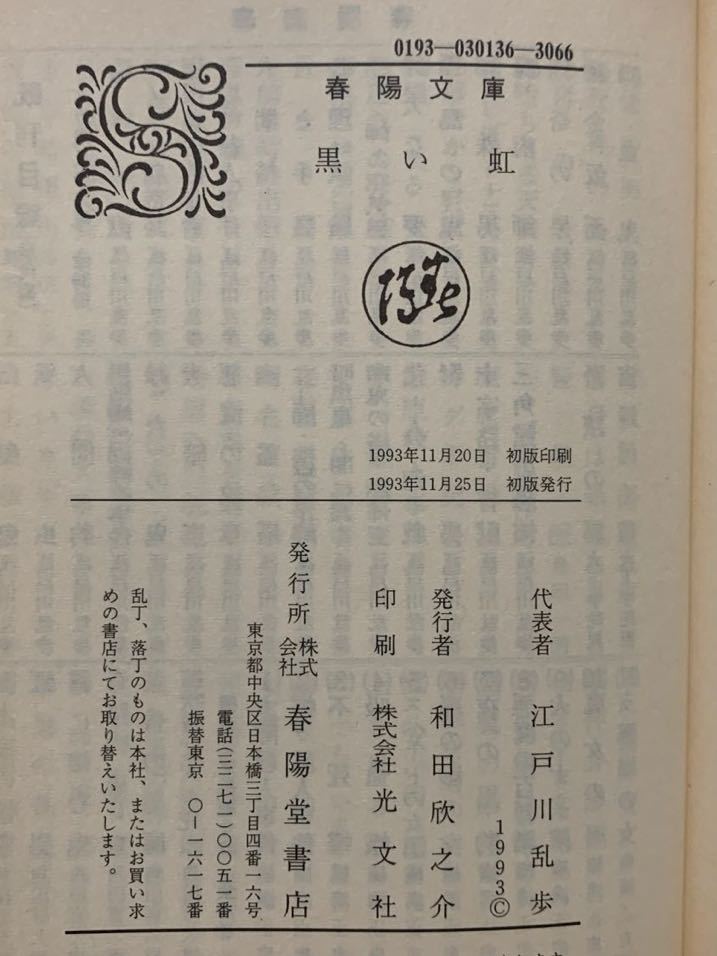 0193—030136—3066
春陽文庫
黒い虹
1993年11月20日　初版印刷
1993年11月25日　初版発行
代表者　江戸川乱歩
1993©
発行者　和田欣之介
印刷　株式会社光文社
発行所　株式会社　春陽堂書店
東京都中央区日本橋三丁目四番一六号
電話(三二七一)〇〇五一番
振替東京　〇—一六一七番
乱丁、落丁のものは本社、またはお買い求
めの書店にてお取り替えいたします。